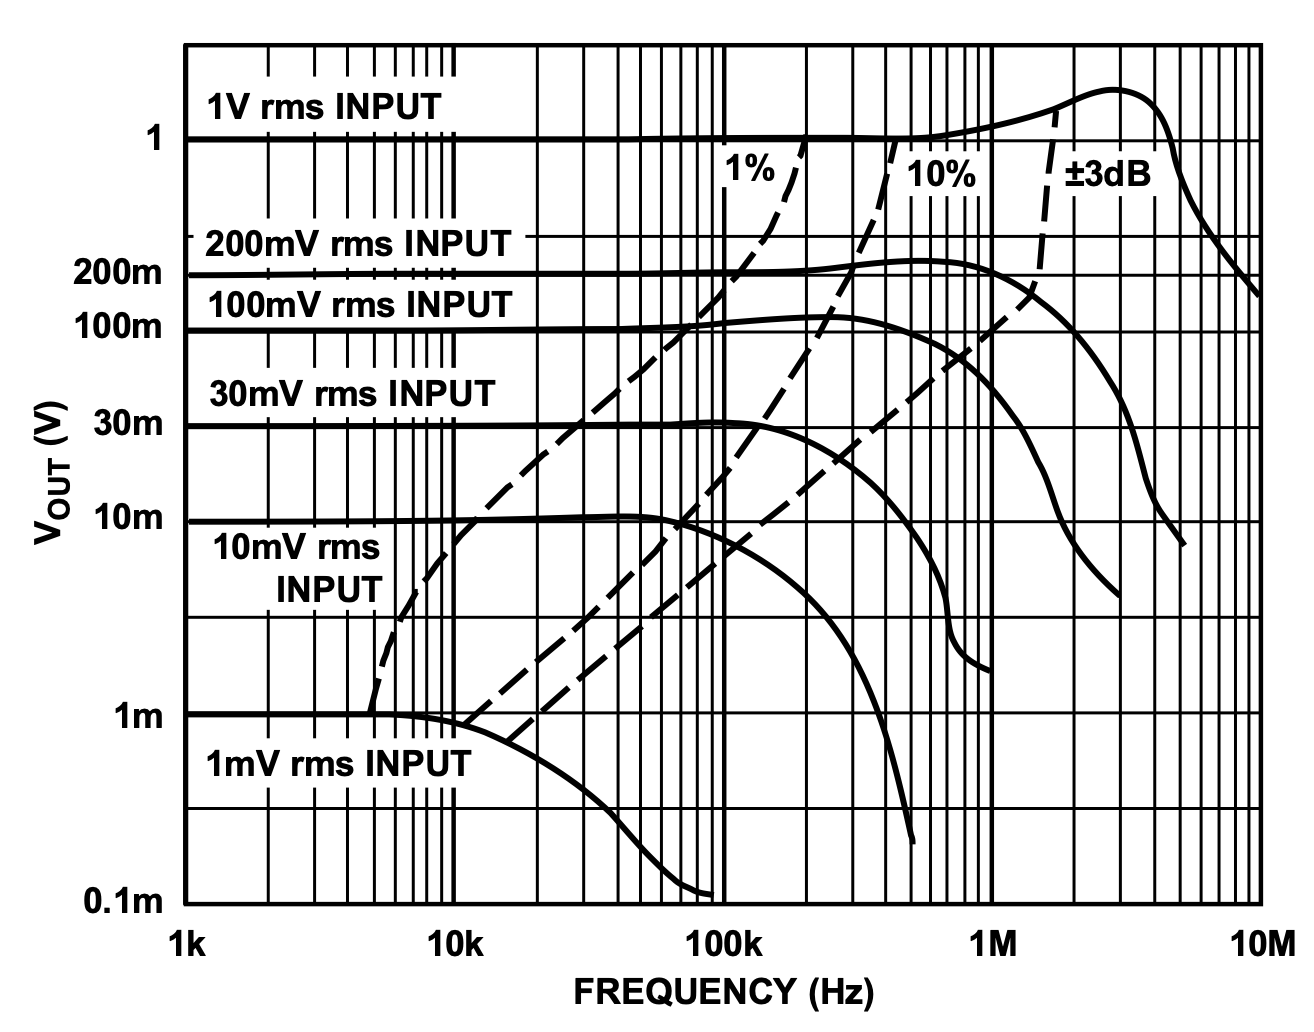 1V rms INPUT
1
1%
10%
±3dB
200mV rms INPUT
200m
100mV rms INPUT
100m
30mV rms INPUT
30m
10m
10mV rms
INPUT
1m
1mV rms INPUT
0.1m
VOUT (V)
1k 10k 100k 1M 10M
FREQUENCY (Hz)